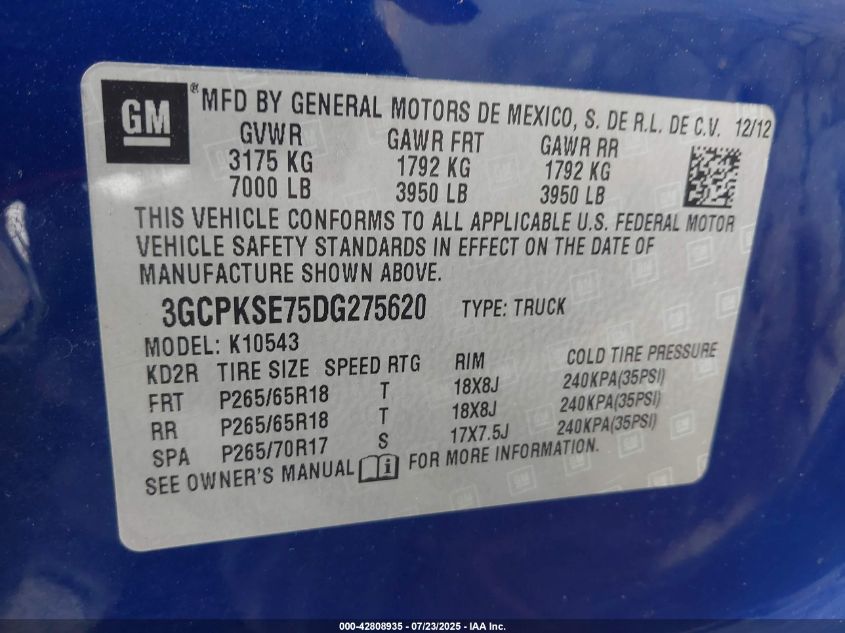 GM
®MFD BY GENERAL MOTORS DE MEXICO, S. DE R.L. DE C.V. 12/12
GVWR GAWR FRT GAWR RR
3175 KG 1792 KG 1792 KG
7000 LB 3950 LB 3950 LB
THIS VEHICLE CONFORMS TO ALL APPLICABLE U.S. FEDERAL MOTOR
VEHICLE SAFETY STANDARDS IN EFFECT ON THE DATE OF
MANUFACTURE SHOWN ABOVE.
3GCPKSE75DG275620 TYPE: TRUCK
MODEL: K10543
KD2R TIRE SIZE SPEED RTG RIM COLD TIRE PRESSURE
FRT P265/65R18 T 18X8J 240KPA(35PSI)
RR P265/65R18 T 18X8J 240KPA(35PSI)
SPA P265/70R17 S 17X7.5J 240KPA(35PSI)
SEE OWNER'S MANUAL FOR MORE INFORMATION.
000-42808935 - 07/23/2025 - IAA Inc.